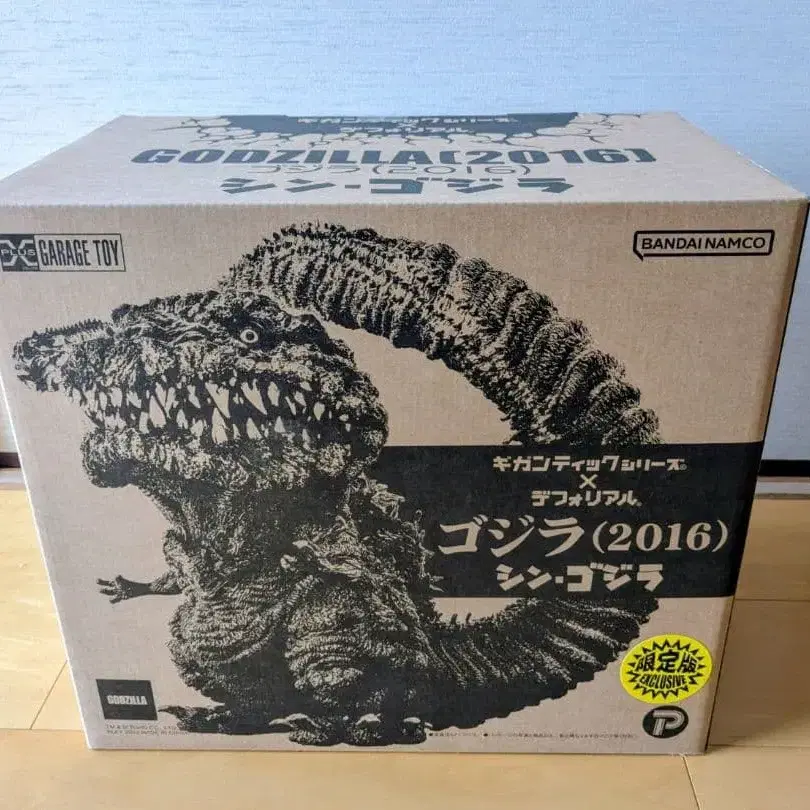 ギガンティックシリーズ
デフォリアル
GODZILLA(2016)
ゴジラ(2016)
シン・ゴジラ
X PLUS GARAGE TOY
BANDAI NAMCO
ギガンティックシリーズ®
×
デフォリアル®
ゴジラ(2016)
シン・ゴジラ
限定版
EXCLUSIVE
GODZILLA
P